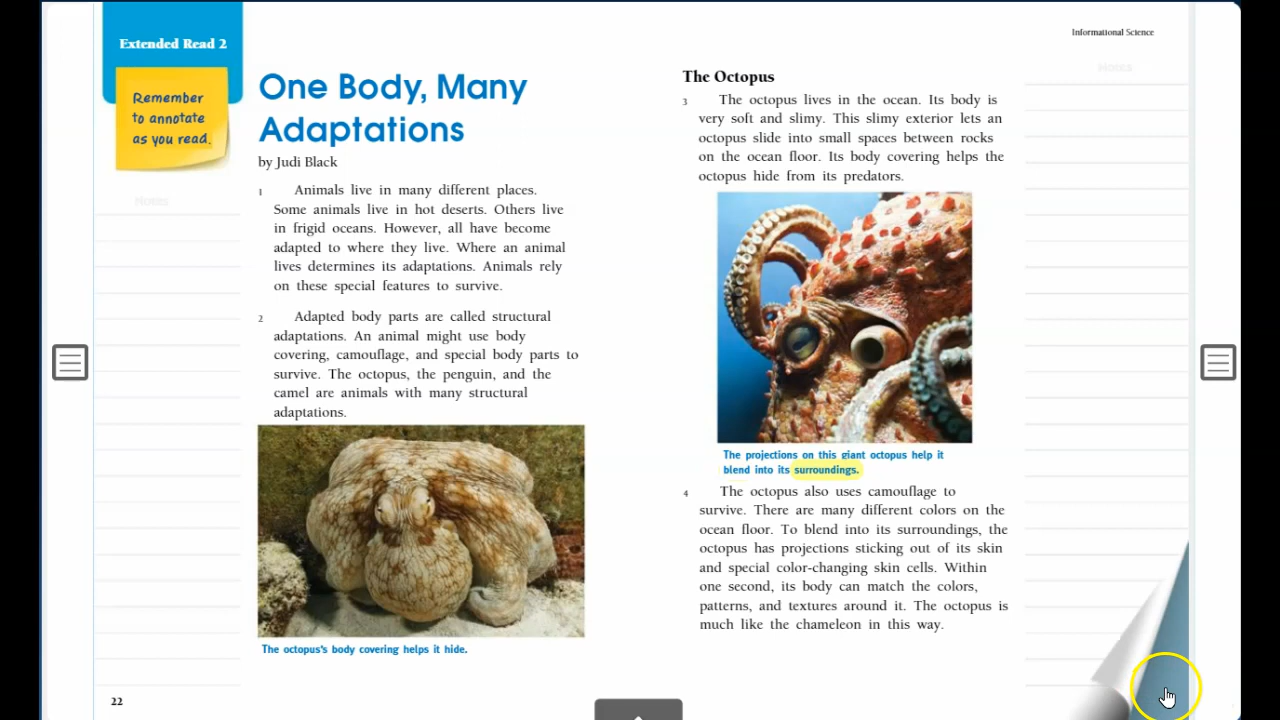 Extended Read 2
Remember
to annotate
as you read.
One Body, Many
Adaptations
by Judi Black
1 Animals live in many different places.
Some animals live in hot deserts. Others live
in frigid oceans. However, all have become
adapted to where they live. Where an animal
lives determines its adaptations. Animals rely
on these special features to survive.
2 Adapted body parts are called structural
adaptations. An animal might use body
covering, camouflage, and special body parts to
survive. The octopus, the penguin, and the
camel are animals with many structural
adaptations.
The octopus's body covering helps it hide.
22
Notes
Informational Science
Notes
The Octopus
3 The octopus lives in the ocean. Its body is
very soft and slimy. This slimy exterior lets an
octopus slide into small spaces between rocks
on the ocean floor. Its body covering helps the
octopus hide from its predators.
The projections on this giant octopus help it
blend into its surroundings.
4 The octopus also uses camouflage to
survive. There are many different colors on the
ocean floor. To blend into its surroundings, the
octopus has projections sticking out of its skin
and special color-changing skin cells. Within
one second, its body can match the colors,
patterns, and textures around it. The octopus is
much like the chameleon in this way.